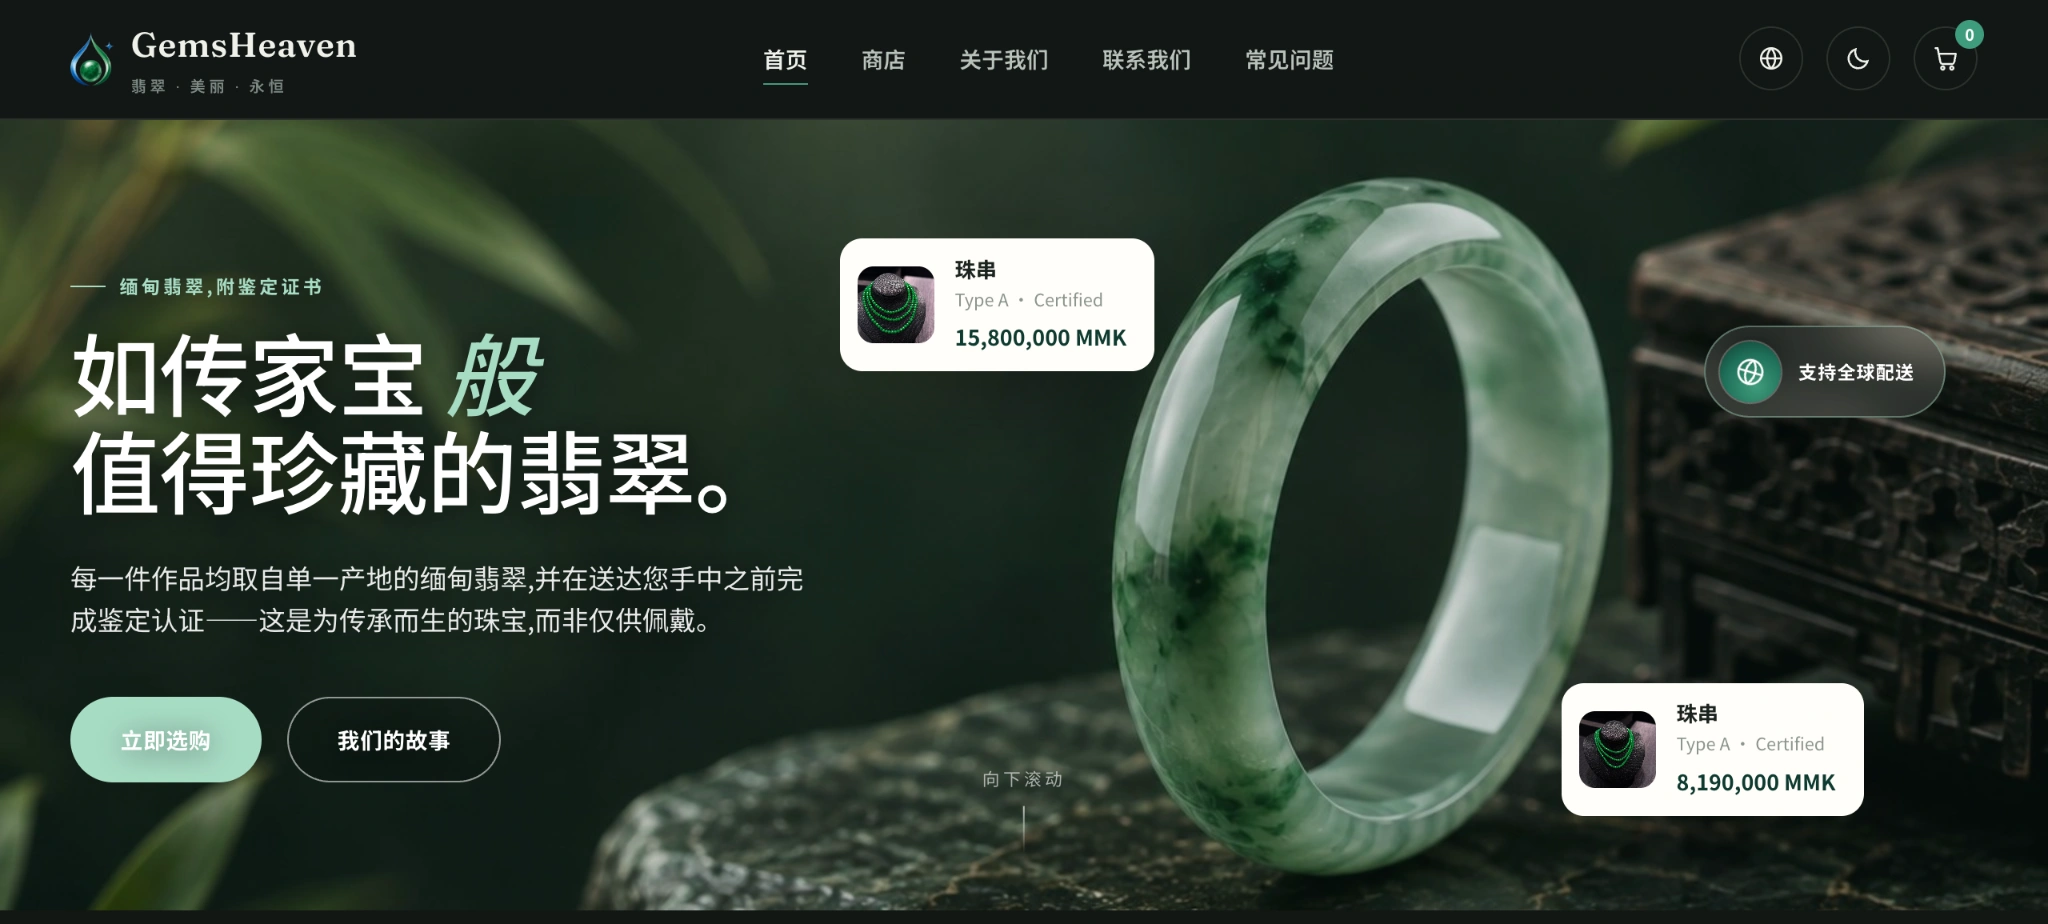 GemsHeaven
翡翠 · 美丽 · 永恒
首页
商店
关于我们
联系我们
常见问题
0
缅甸翡翠,附鉴定证书
如传家宝 般
值得珍藏的翡翠。
每一件作品均取自单一产地的缅甸翡翠,并在送达您手中之前完
成鉴定认证——这是为传承而生的珠宝,而非仅供佩戴。
立即选购
我们的故事
珠串
Type A • Certified
15,800,000 MMK
支持全球配送
珠串
Type A • Certified
8,190,000 MMK
向下滚动